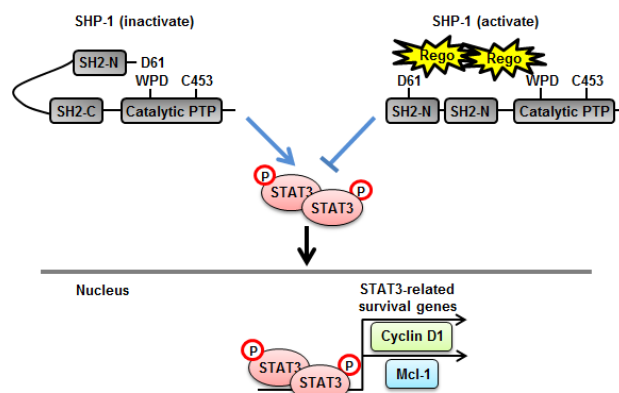 SHP-1 (inactivate)
SH2-N
D61
WPD
C453
SH2-C
Catalytic PTP
SHP-1 (activate)
Rego
Rego
D61
WPD
C453
SH2-N
SH2-N
Catalytic PTP
P
STAT3
P
STAT3
Nucleus
STAT3-related
survival genes
Cyclin D1
Mcl-1
P
STAT3
P
STAT3